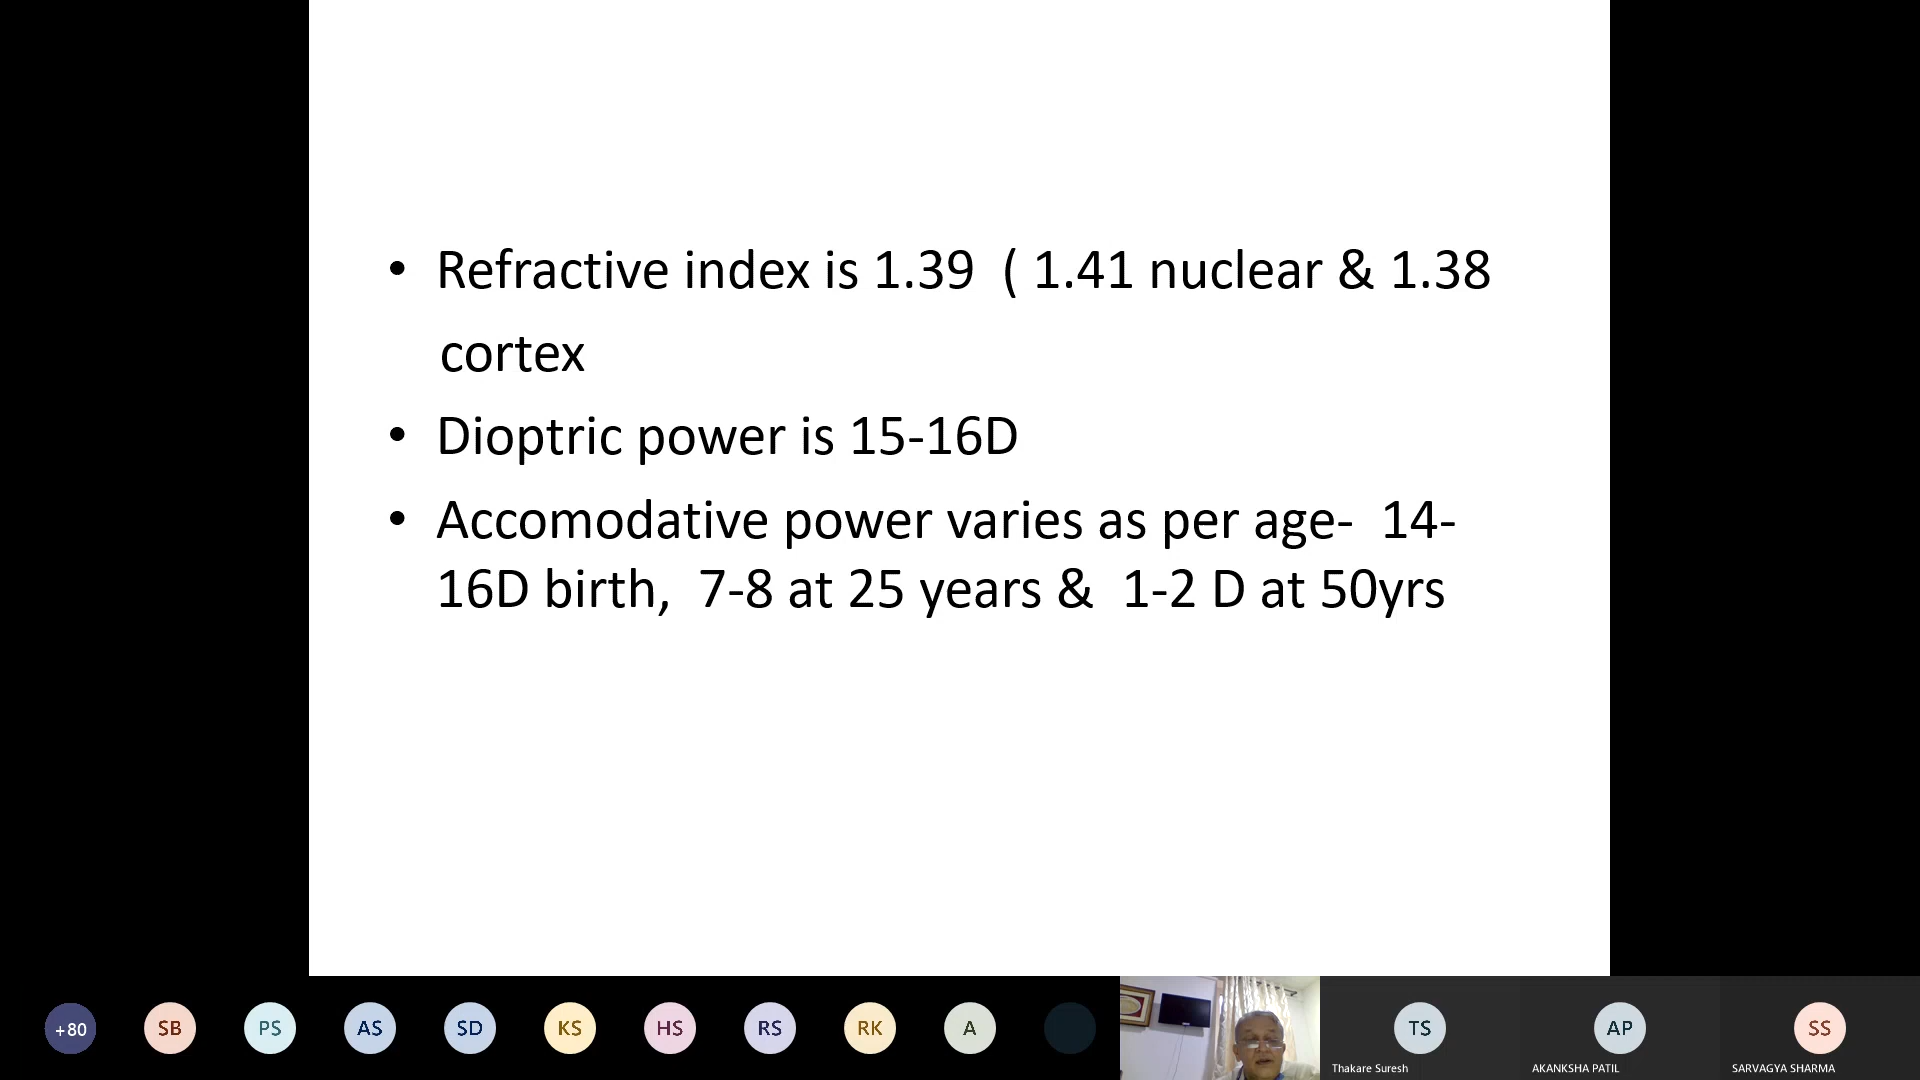 • Refractive index is 1.39 ( 1.41 nuclear & 1.38
cortex
• Dioptric power is 15-16D
• Accomodative power varies as per age- 14-
16D birth, 7-8 at 25 years & 1-2 D at 50yrs
+80 SB PS AS SD KS HS RS RK A TS AP SS
Thakare Suresh AKANKSHA PATIL SARVAGYA SHARMA